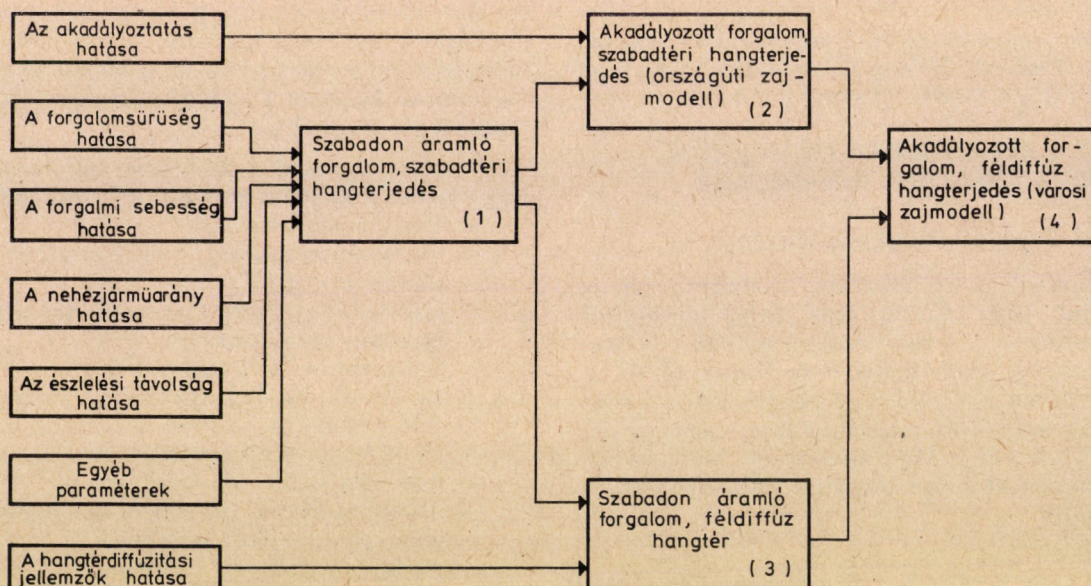 Az akadályoztatás
hatása
A forgalomsürüség
hatása
A forgalmi sebesség
hatása
A nehézjármüarány
hatása
Az észlelési távolság
hatása
Egyéb
paraméterek
A hangtérdiffúzitási
jellemzők hatása
Szabadon áramló
forgalom, szabadtéri
hangterjedés
(1)
Akadályozott forgalom,
szabadtéri hangterje-
dés (országúti zaj-
modell)
(2)
Szabadon áramló
forgalom, féldiffúz
hangtér
(3)
Akadályozott for-
galom, féldiffúz
hangterjedés (városi
zajmodell) (4)